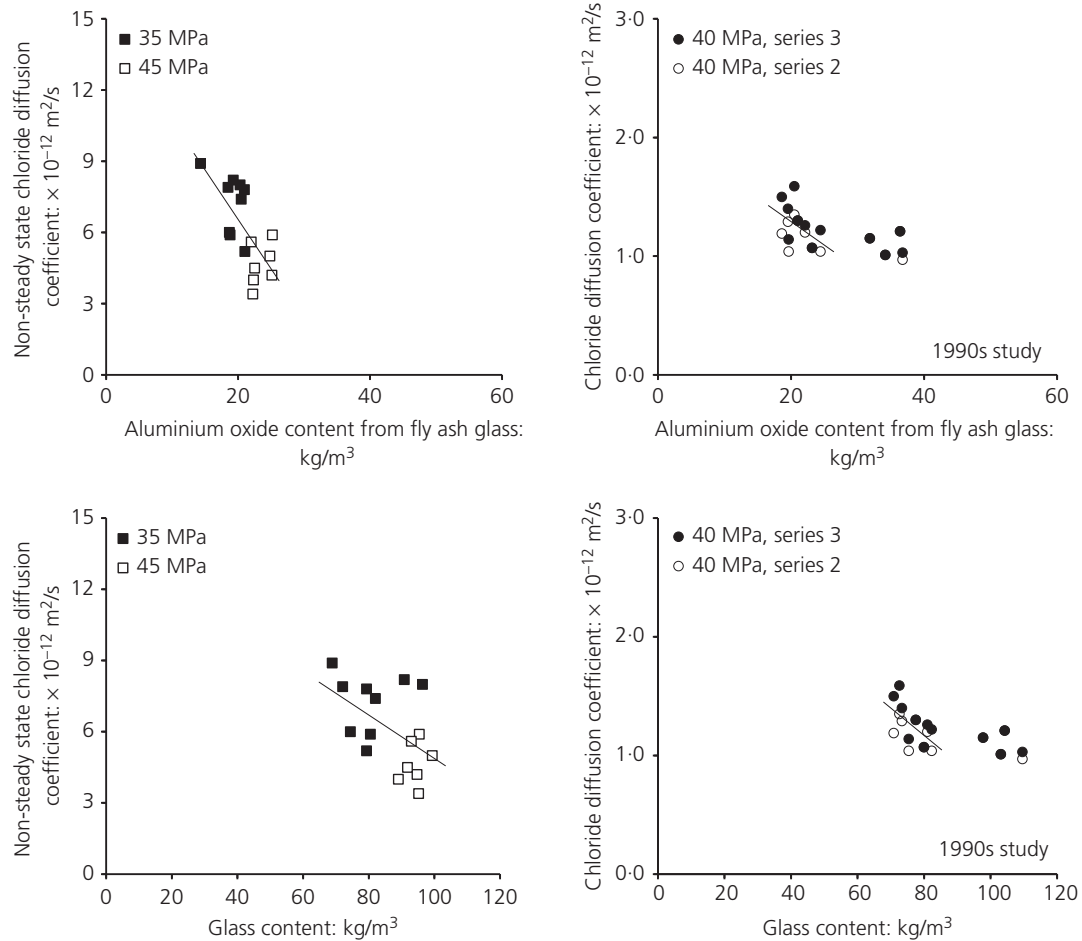 Non-steady state chloride diffusion
coefficient: × 10⁻¹² m²/s
15
12
9
6
3
0
35 MPa
45 MPa
0 20 40 60
Aluminium oxide content from fly ash glass:
kg/m³
Chloride diffusion coefficient: × 10⁻¹² m²/s
3·0
2·0
1·0
0·0
40 MPa, series 3
40 MPa, series 2
1990s study
0 20 40 60
Aluminium oxide content from fly ash glass:
kg/m³
Non-steady state chloride diffusion
coefficient: × 10⁻¹² m²/s
15
12
9
6
3
0
35 MPa
45 MPa
0 20 40 60 80 100 120
Glass content: kg/m³
Chloride diffusion coefficient: × 10⁻¹² m²/s
3·0
2·0
1·0
0·0
40 MPa, series 3
40 MPa, series 2
1990s study
0 20 40 60 80 100 120
Glass content: kg/m³